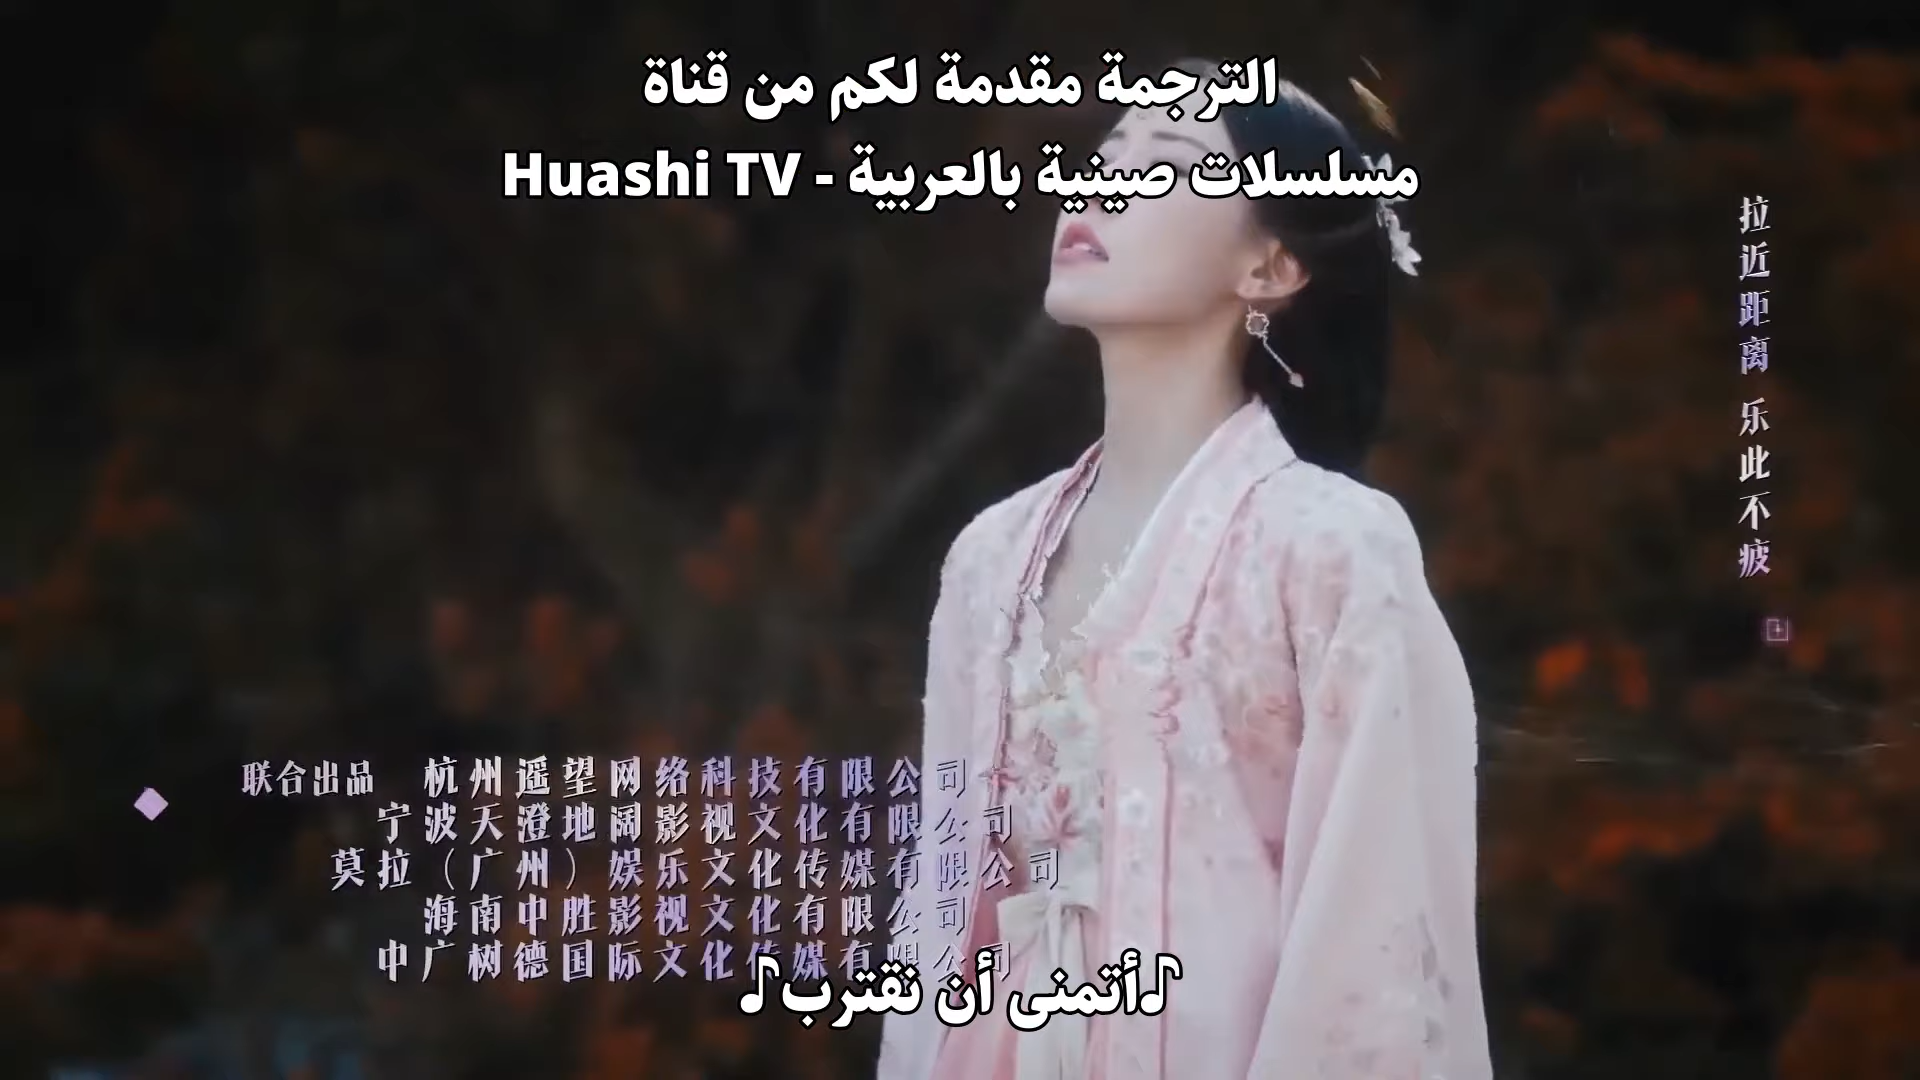 الترجمة مقدمة لكم من قناة
مسلسلات صينية بالعربية - Huashi TV
拉近距离 乐此不疲
联合出品 杭州遥望网络科技有限公司
宁波天澄地阔影视文化有限公司
莫拉（广州）娱乐文化传媒有限公司
海南中胜影视文化有限公司
中广树德国际文化传媒有限公司
♪أتمنى أن نقترب♪